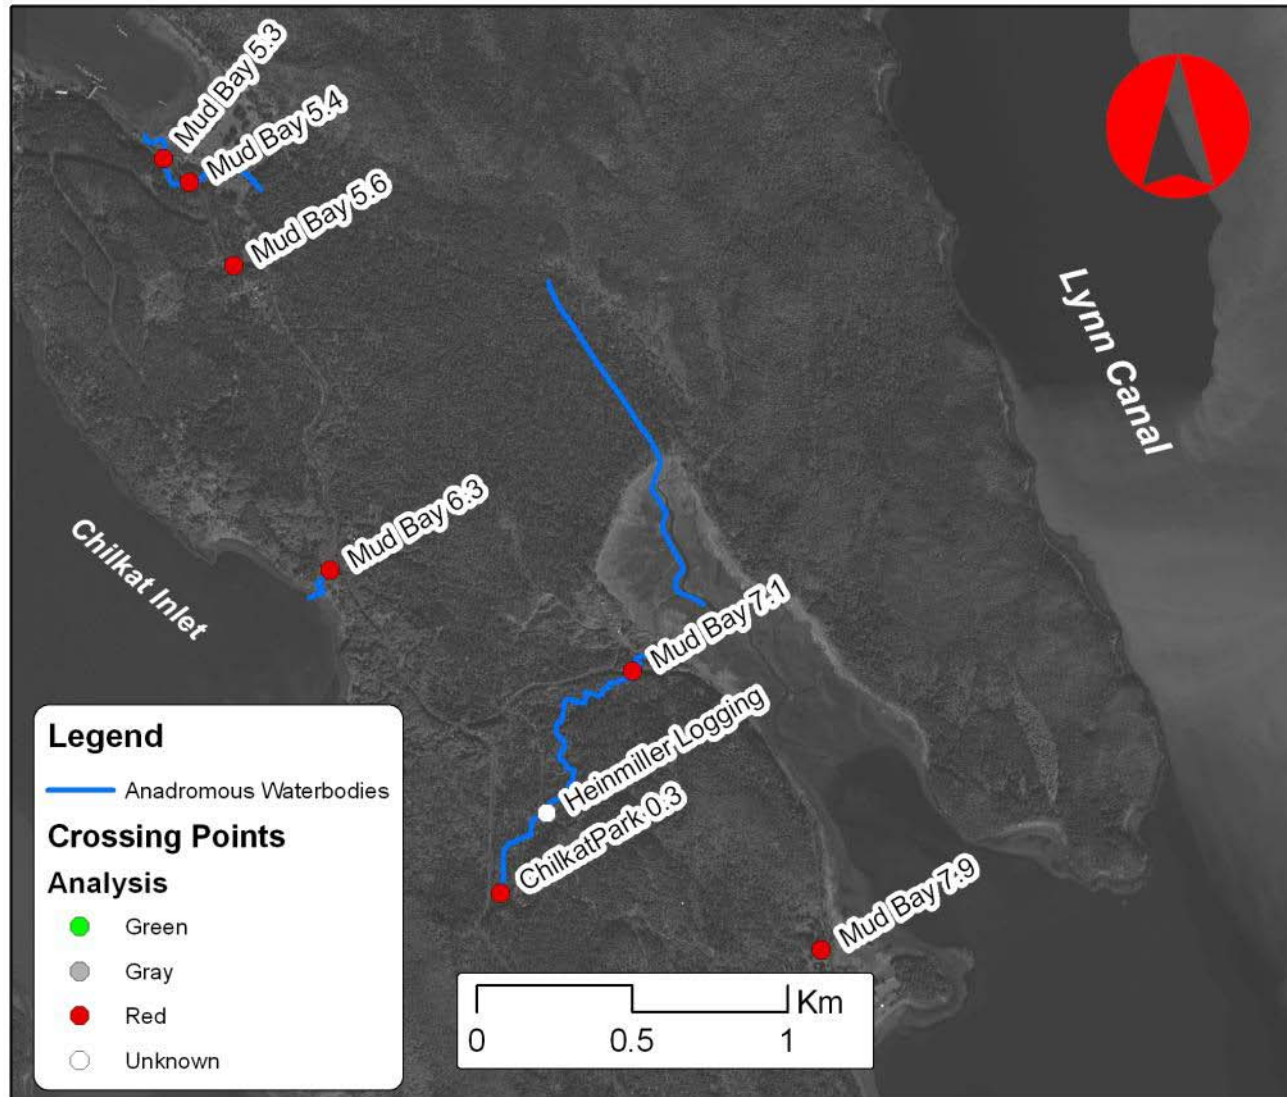 Mud Bay 5.3
Mud Bay 5.4
Mud Bay 5.6
Lynn Canal
Mud Bay 6.3
Chilkat Inlet
Mud Bay 7.1
Heinmiller Logging
ChilkatPark 0.3
Mud Bay 7.9
Legend
Anadromous Waterbodies
Crossing Points
Analysis
Green
Gray
Red
Unknown
Km
0 0.5 1